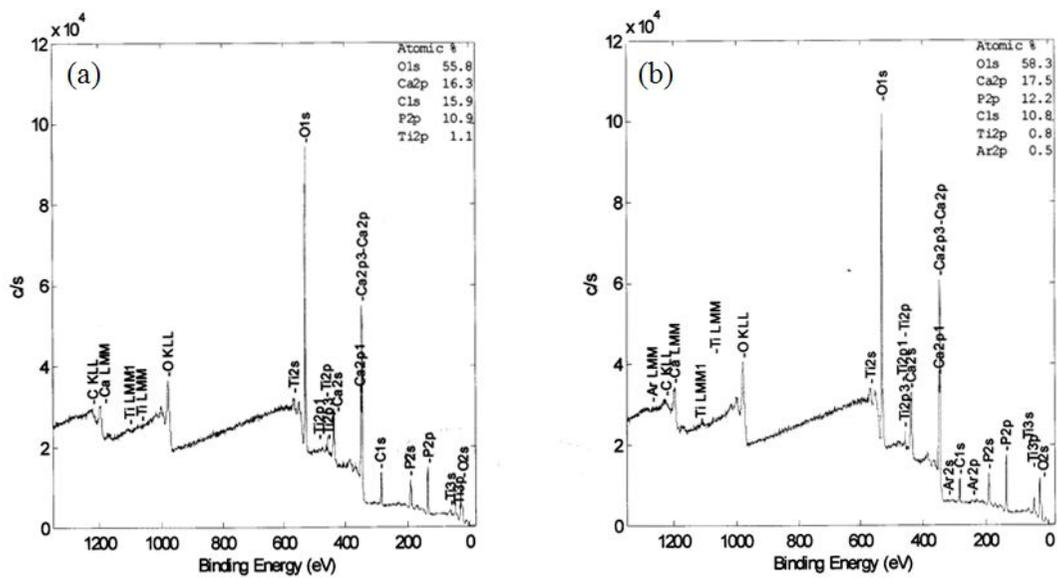 x 10⁴
12
10
8
6
4
2
0
c/s
(a)
Atomic %
O1s 55.8
Ca2p 16.3
C1s 15.9
P2p 10.9
Ti2p 1.1
-C KLL
-Ca LMM
-Ti LMM1
-Ti LMM
-O KLL
-Ti2s
-O1s
-Ti2p1
-Ti2p3-Ti2p
-Ca2s
-Ca2p3-Ca2p
-Ca2p1
-C1s
-P2s
-P2p
-Ti3s
-Ti3p
-O2s
1200 1000 800 600 400 200 0
Binding Energy (eV)
x 10⁴
12
10
8
6
4
2
0
c/s
(b)
Atomic %
O1s 58.3
Ca2p 17.5
P2p 12.2
C1s 10.8
Ti2p 0.8
Ar2p 0.5
-Ar LMM
-C KLL
-Ca LMM
-Ti LMM1
-Ti LMM
-O KLL
-Ti2s
-O1s
-Ti2p3
-Ti2p1-Ti2p
-Ca2s
-Ca2p3-Ca2p
-Ca2p1
-Ar2s
-C1s
-Ar2p
-P2s
-P2p
-Ti3s
-Ti3p
-O2s
1200 1000 800 600 400 200 0
Binding Energy (eV)